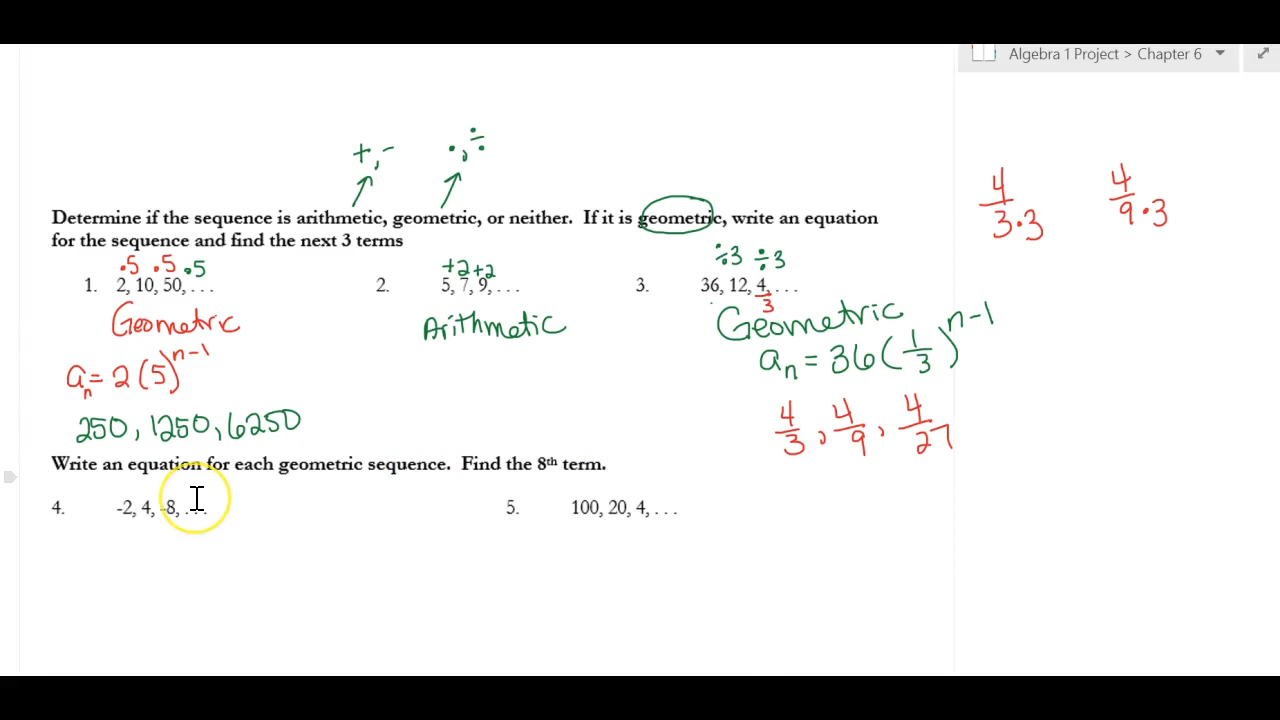 Algebra 1 Project > Chapter 6
+, - ·, ÷
4/3·3 4/9·3
Determine if the sequence is arithmetic, geometric, or neither. If it is geometric, write an equation
for the sequence and find the next 3 terms
·5 ·5 ·5 +2 +2 ÷3 ÷3
1. 2, 10, 50, . . . 2. 5, 7, 9, . . . 3. 36, 12, 4, . . .
3
Geometric Arithmetic Geometric
aₙ = 2(5)ⁿ⁻¹ aₙ = 36(1/3)ⁿ⁻¹
250, 1250, 6250 4/3, 4/9, 4/27
Write an equation for each geometric sequence. Find the 8th term.
4. -2, 4, -8, . . . 5. 100, 20, 4, . . .